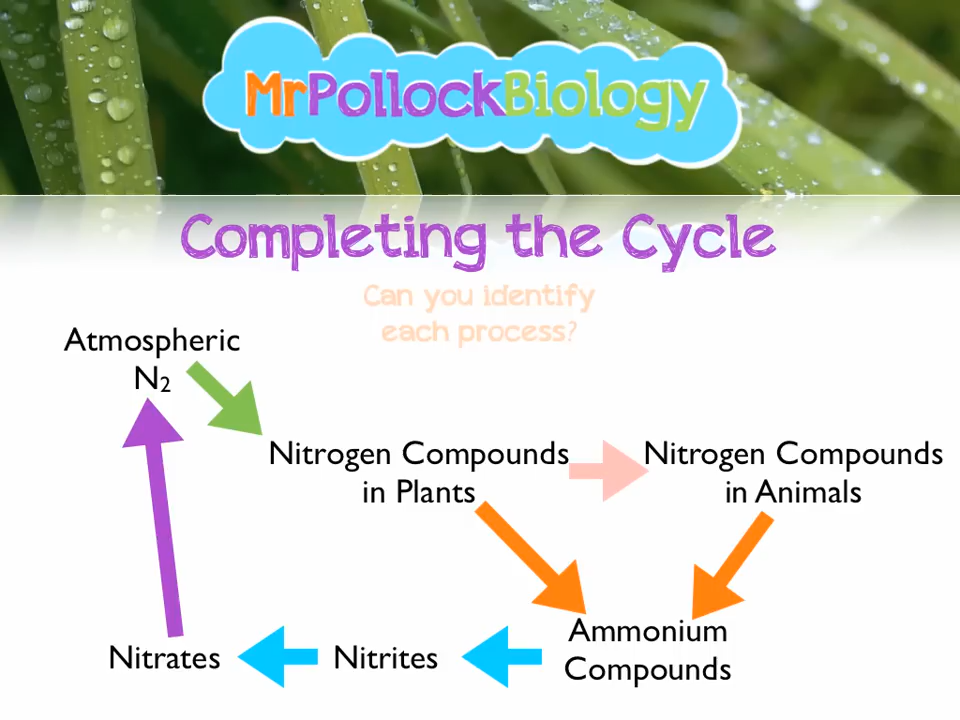 MrPollockBiology
Completing the Cycle
Can you identify
each process?
Atmospheric
N₂
Nitrogen Compounds
in Plants
Nitrogen Compounds
in Animals
Ammonium
Compounds
Nitrites
Nitrates